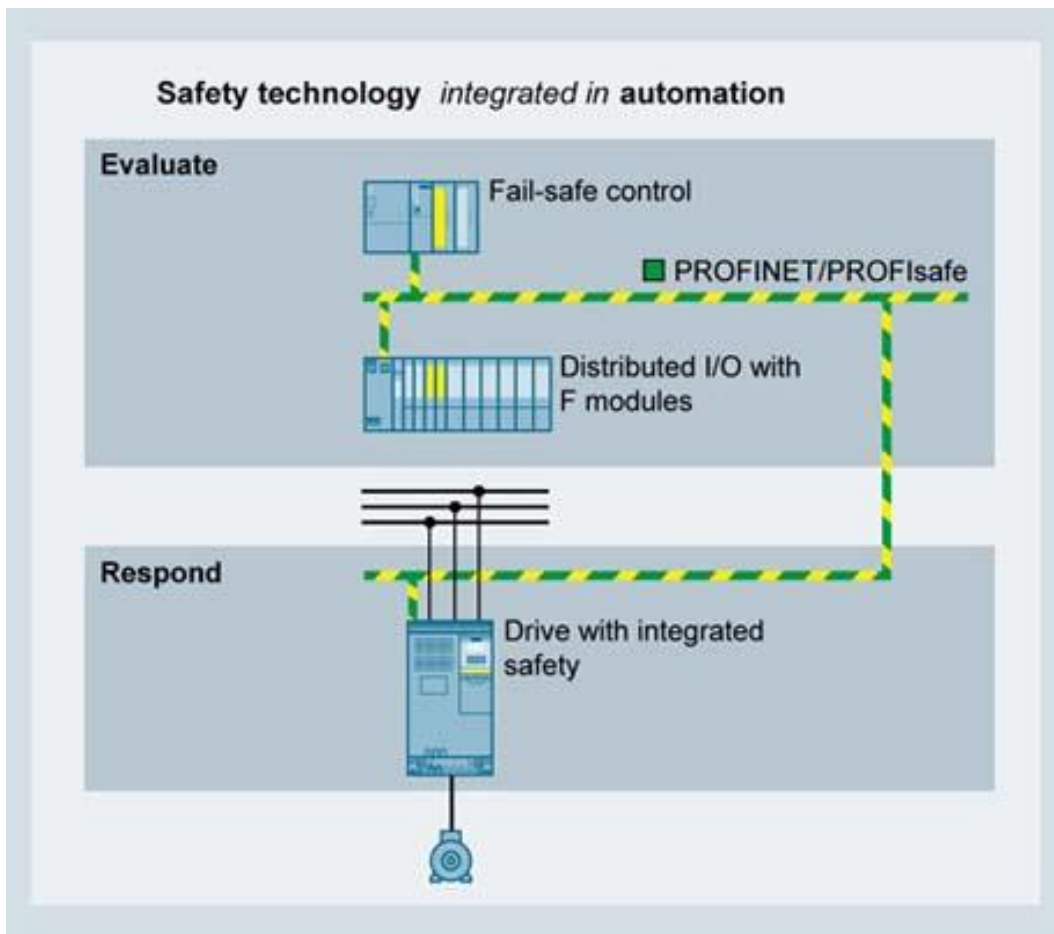 Safety technology integrated in automation
Evaluate
Fail-safe control
PROFINET/PROFIsafe
Distributed I/O with
F modules
Respond
Drive with integrated
safety